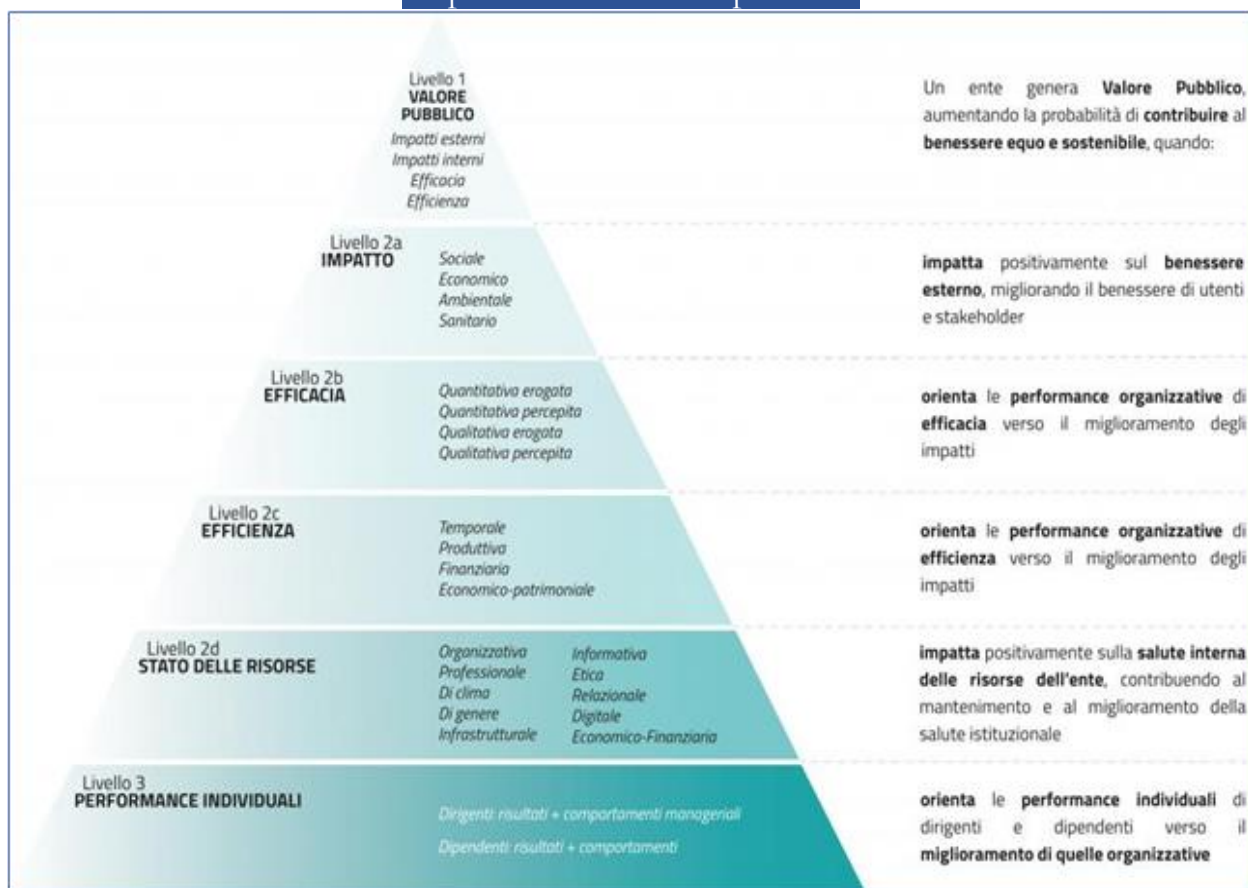 Livello 1
VALORE
PUBBLICO
Impatti esterni
Impatti interni
Efficacia
Efficienza
Un ente genera Valore Pubblico,
aumentando la probabilità di contribuire al
benessere equo e sostenibile, quando:
Livello 2a
IMPATTO
Sociale
Economico
Ambientale
Sanitario
impatta positivamente sul benessere
esterno, migliorando il benessere di utenti
e stakeholder
Livello 2b
EFFICACIA
Quantitativa erogata
Quantitativa percepita
Qualitativa erogata
Qualitativa percepita
orienta le performance organizzative di
efficacia verso il miglioramento degli
impatti
Livello 2c
EFFICIENZA
Temporale
Produttiva
Finanziaria
Economico-patrimoniale
orienta le performance organizzative di
efficienza verso il miglioramento degli
impatti
Livello 2d
STATO DELLE RISORSE
Organizzativa
Professionale
Di clima
Di genere
Infrastrutturale
Informativa
Etica
Relazionale
Digitale
Economico-Finanziaria
impatta positivamente sulla salute interna
delle risorse dell'ente, contribuendo al
mantenimento e al miglioramento della
salute istituzionale
Livello 3
PERFORMANCE INDIVIDUALI
Dirigenti: risultati + comportamenti manageriali
Dipendenti: risultati + comportamenti
orienta le performance individuali di
dirigenti e dipendenti verso il
miglioramento di quelle organizzative